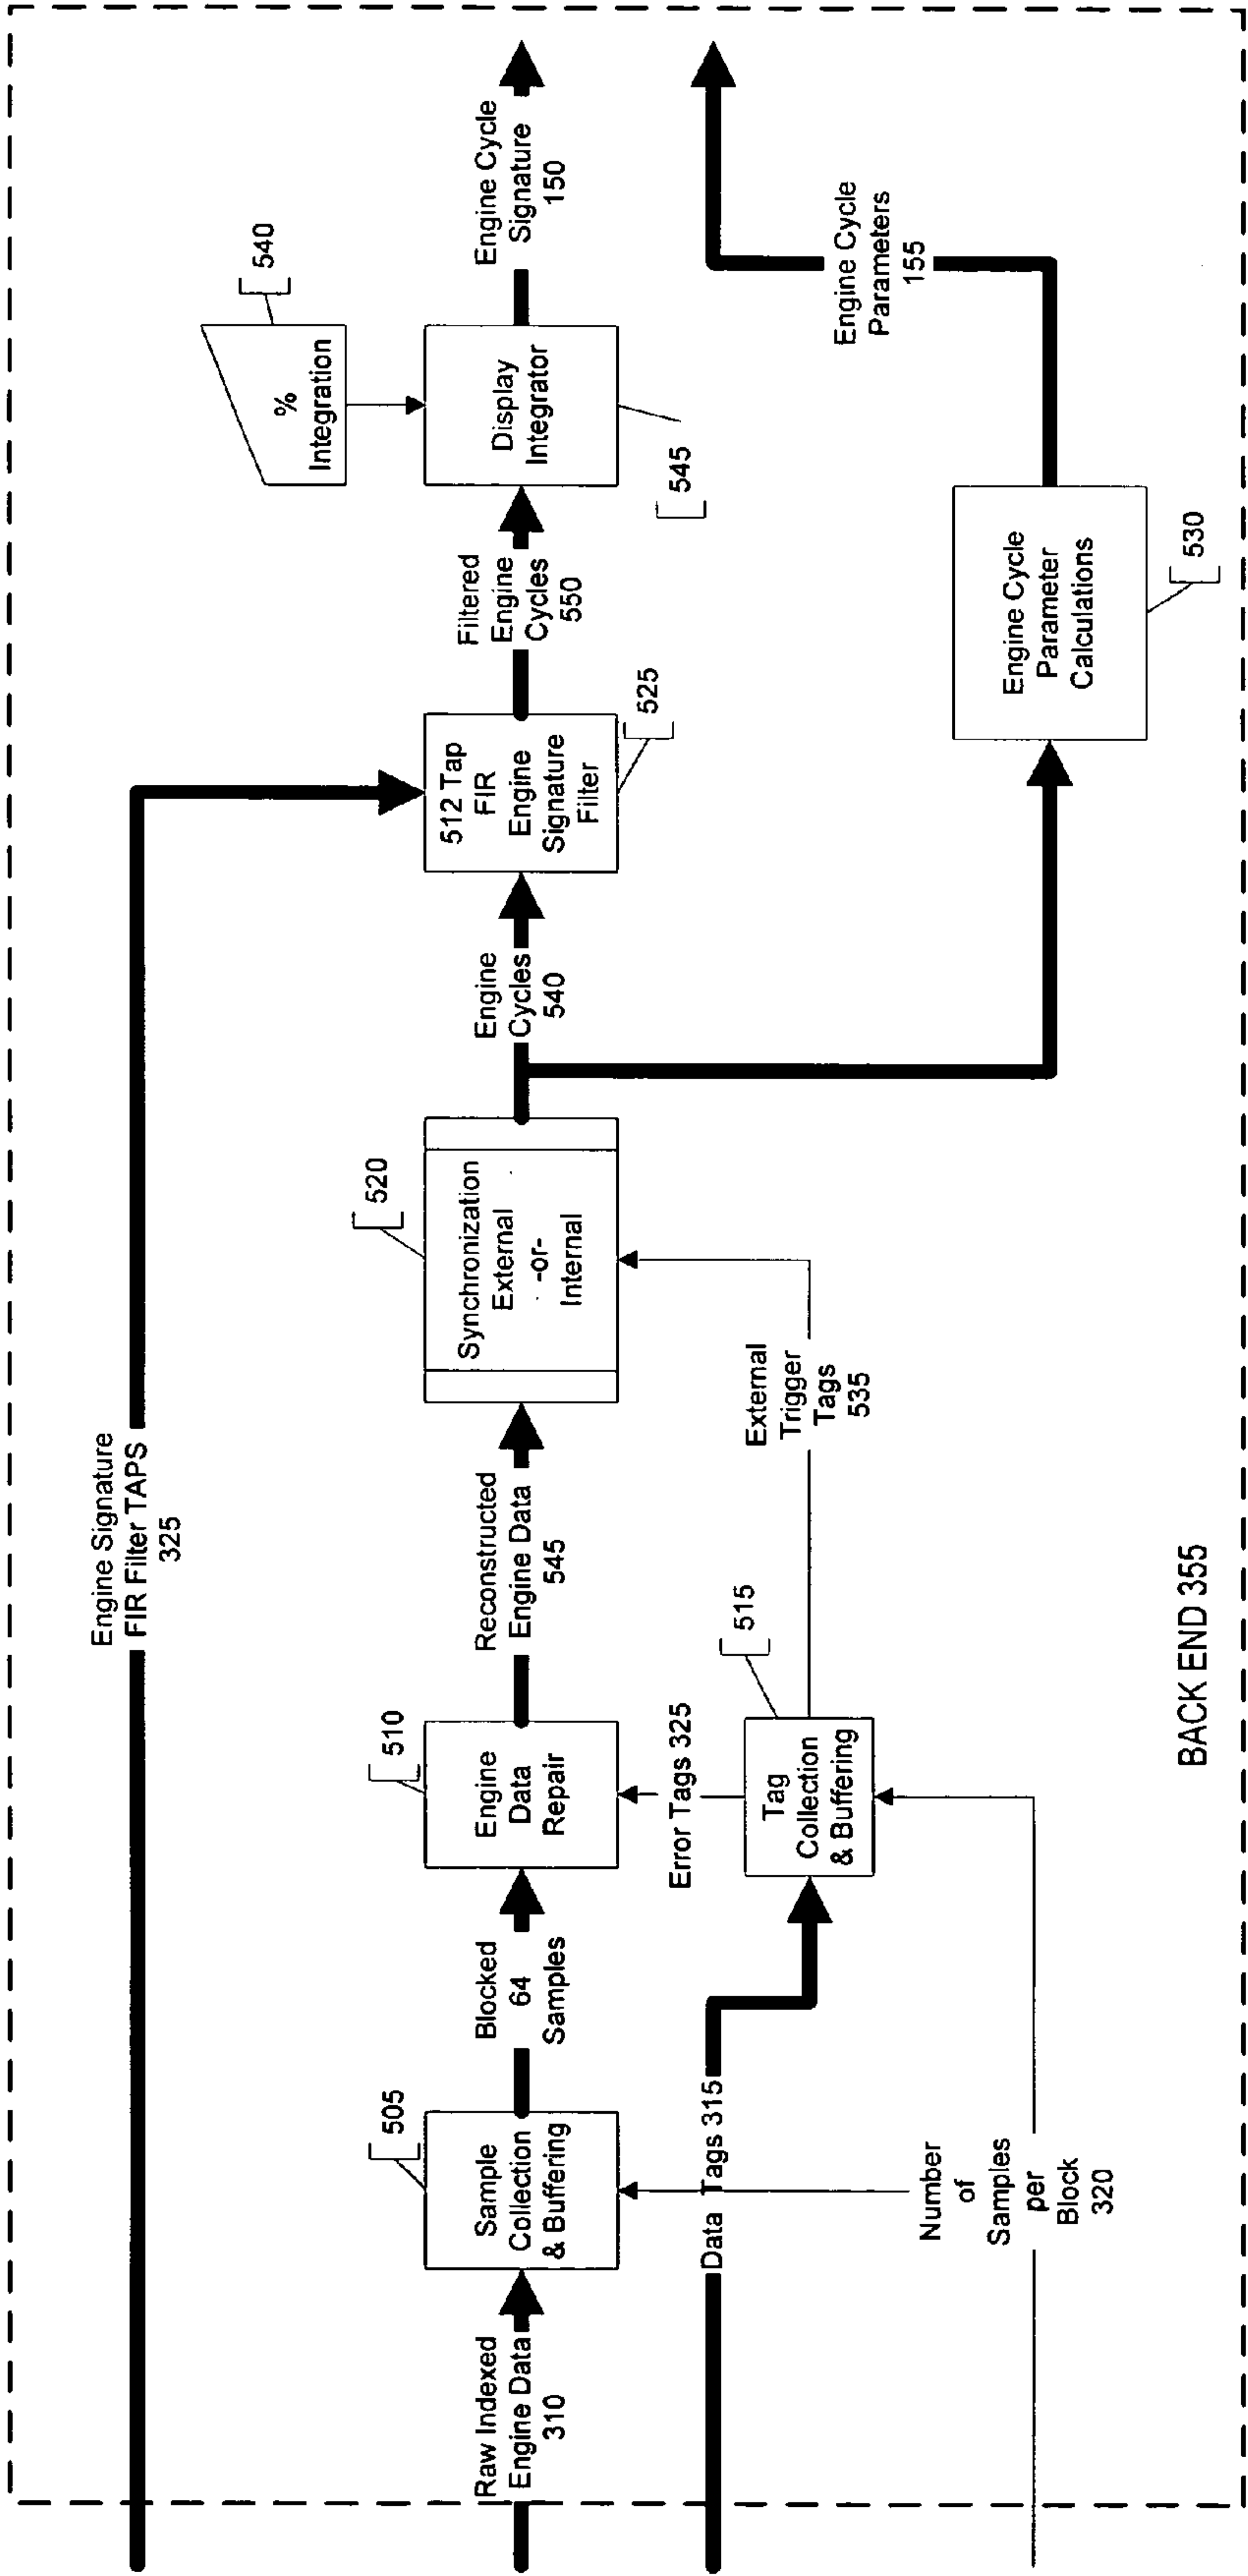 Engine Signature
FIR Filter TAPS
325
Raw Indexed
Engine Data
310
505
Sample
Collection
& Buffering
Blocked
64
Samples
510
Engine
Data
Repair
Reconstructed
Engine Data
545
520
Synchronization
External
-or-
Internal
Engine
Cycles
540
512 Tap
FIR
Engine
Signature
Filter
525
Filtered
Engine
Cycles
550
%
Integration
540
Display
Integrator
545
Engine Cycle
Signature
150
Data Tags 315
Error Tags 325
515
Tag
Collection
& Buffering
External
Trigger
Tags
535
Number
of
Samples
per
Block
320
Engine Cycle
Parameter
Calculations
530
Engine Cycle
Parameters
155
BACK END 355